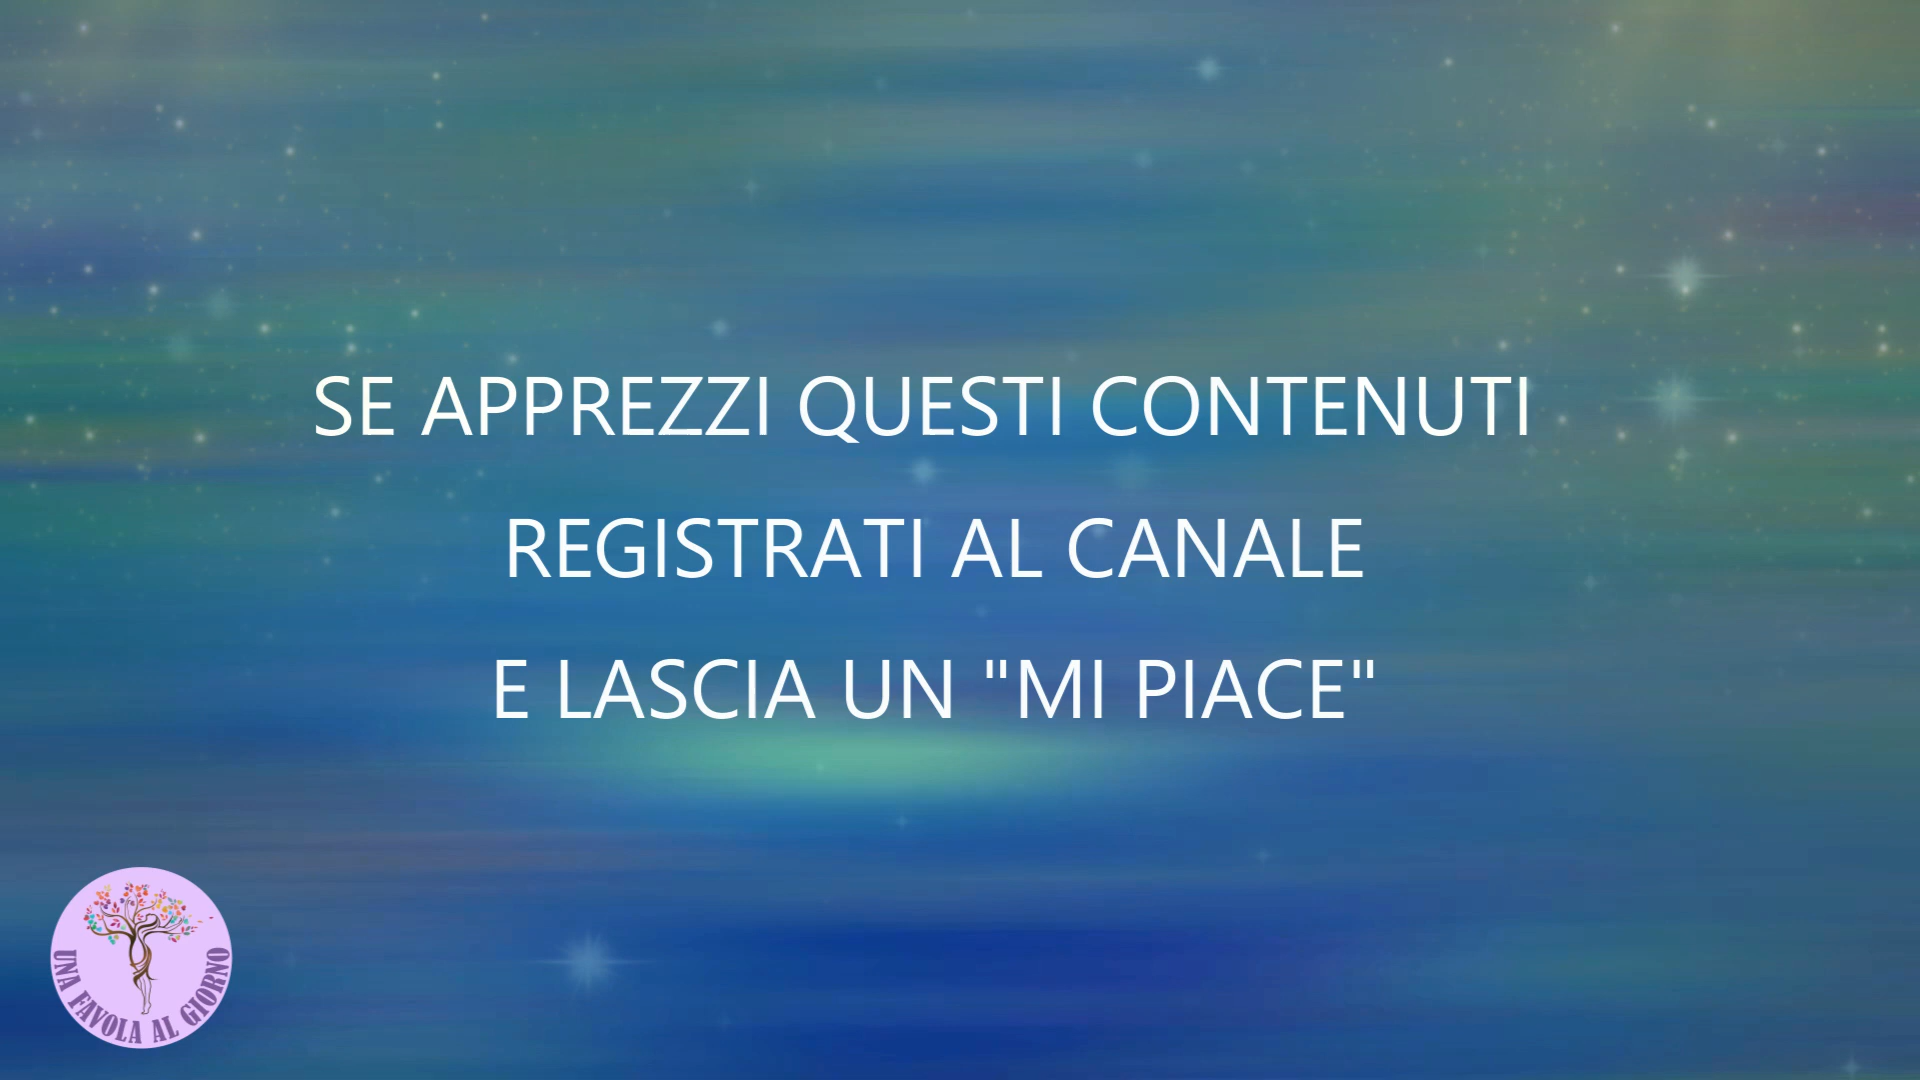 SE APPREZZI QUESTI CONTENUTI
REGISTRATI AL CANALE
E LASCIA UN "MI PIACE"
UNA FAVOLA AL GIORNO